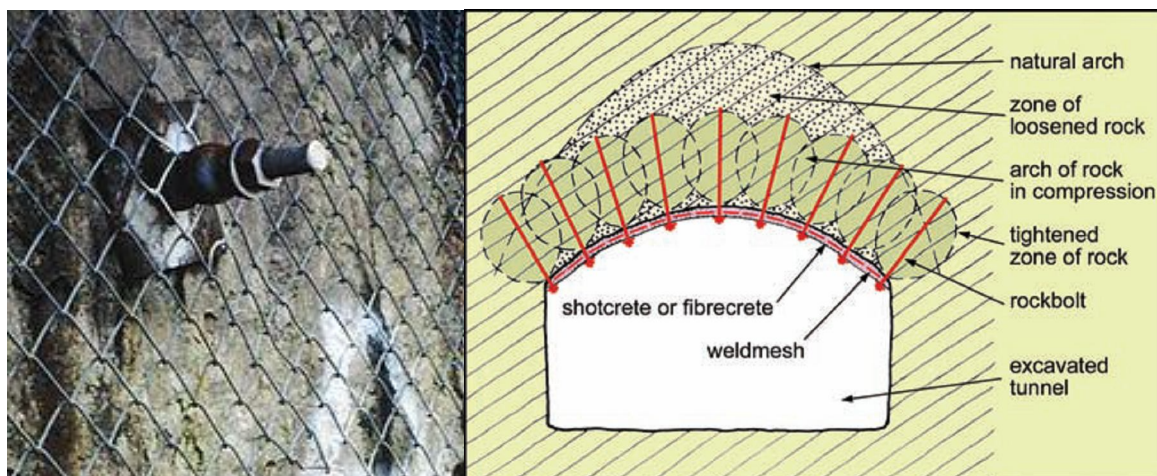 natural arch
zone of
loosened rock
arch of rock
in compression
tightened
zone of rock
rockbolt
shotcrete or fibrecrete
weldmesh
excavated
tunnel